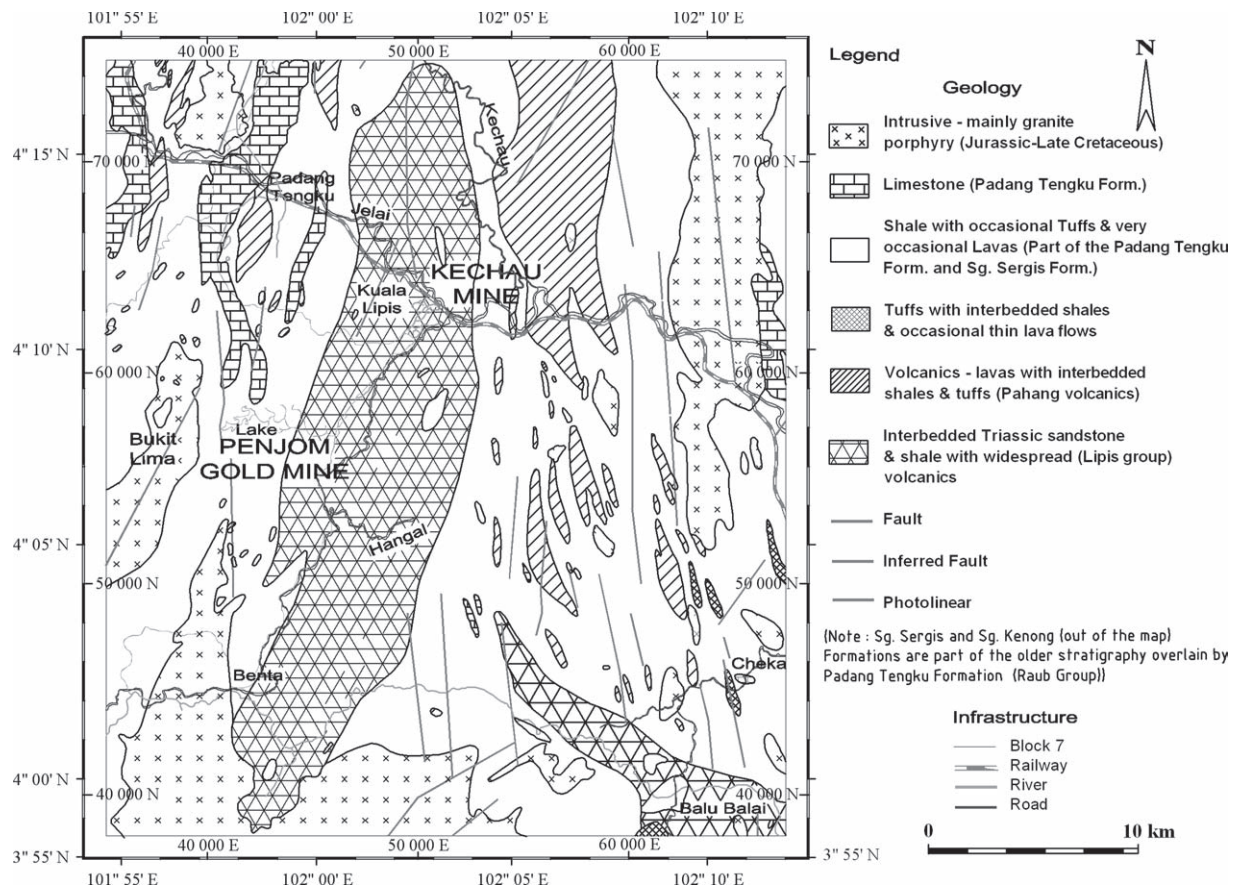 101" 55' E
102" 00' E
102" 05' E
102" 10' E
40 000 E
50 000 E
60 000 E
4" 15' N
70 000 N
70 000 N
Kechau
Padang
Tengku
Jelai
KECHAU
MINE
Kuala
Lipis
4" 10' N
60 000 N
60 000 N
Bukit
Lima
Lake
PENJOM
GOLD MINE
Hangal
4" 05' N
50 000 N
50 000 N
Benta
Cheka
4" 00' N
40 000 N
40 000 N
Balu Balai
3" 55' N
3" 55' N
40 000 E
50 000 E
60 000 E
101" 55' E
102" 00' E
102" 05' E
102" 10' E
Legend
N
Geology
Intrusive - mainly granite
porphyry (Jurassic-Late Cretaceous)
Limestone (Padang Tengku Form.)
Shale with occasional Tuffs & very
occasional Lavas (Part of the Padang Tengku
Form. and Sg. Sergis Form.)
Tuffs with interbedded shales
& occasional thin lava flows
Volcanics - lavas with interbedded
shales & tuffs (Pahang volcanics)
Interbedded Triassic sandstone
& shale with widespread (Lipis group)
volcanics
Fault
Inferred Fault
Photolinear
(Note : Sg. Sergis and Sg. Kenong (out of the map)
Formations are part of the older stratigraphy overlain by
Padang Tengku Formation (Raub Group))
Infrastructure
Block 7
Railway
River
Road
0
10 km